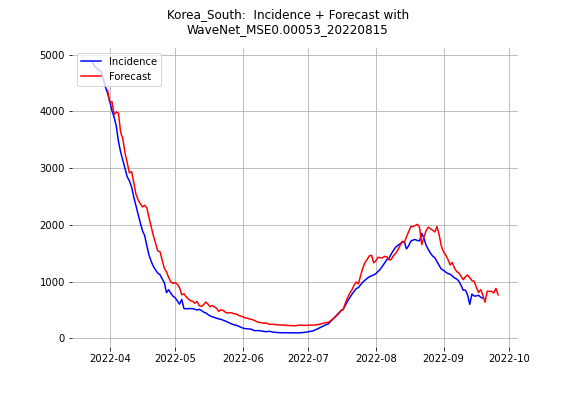 Korea_South:  Incidence + Forecast with
WaveNet_MSE0.00053_20220815
Incidence
Forecast
5000
4000
3000
2000
1000
0
2022-04 2022-05 2022-06 2022-07 2022-08 2022-09 2022-10